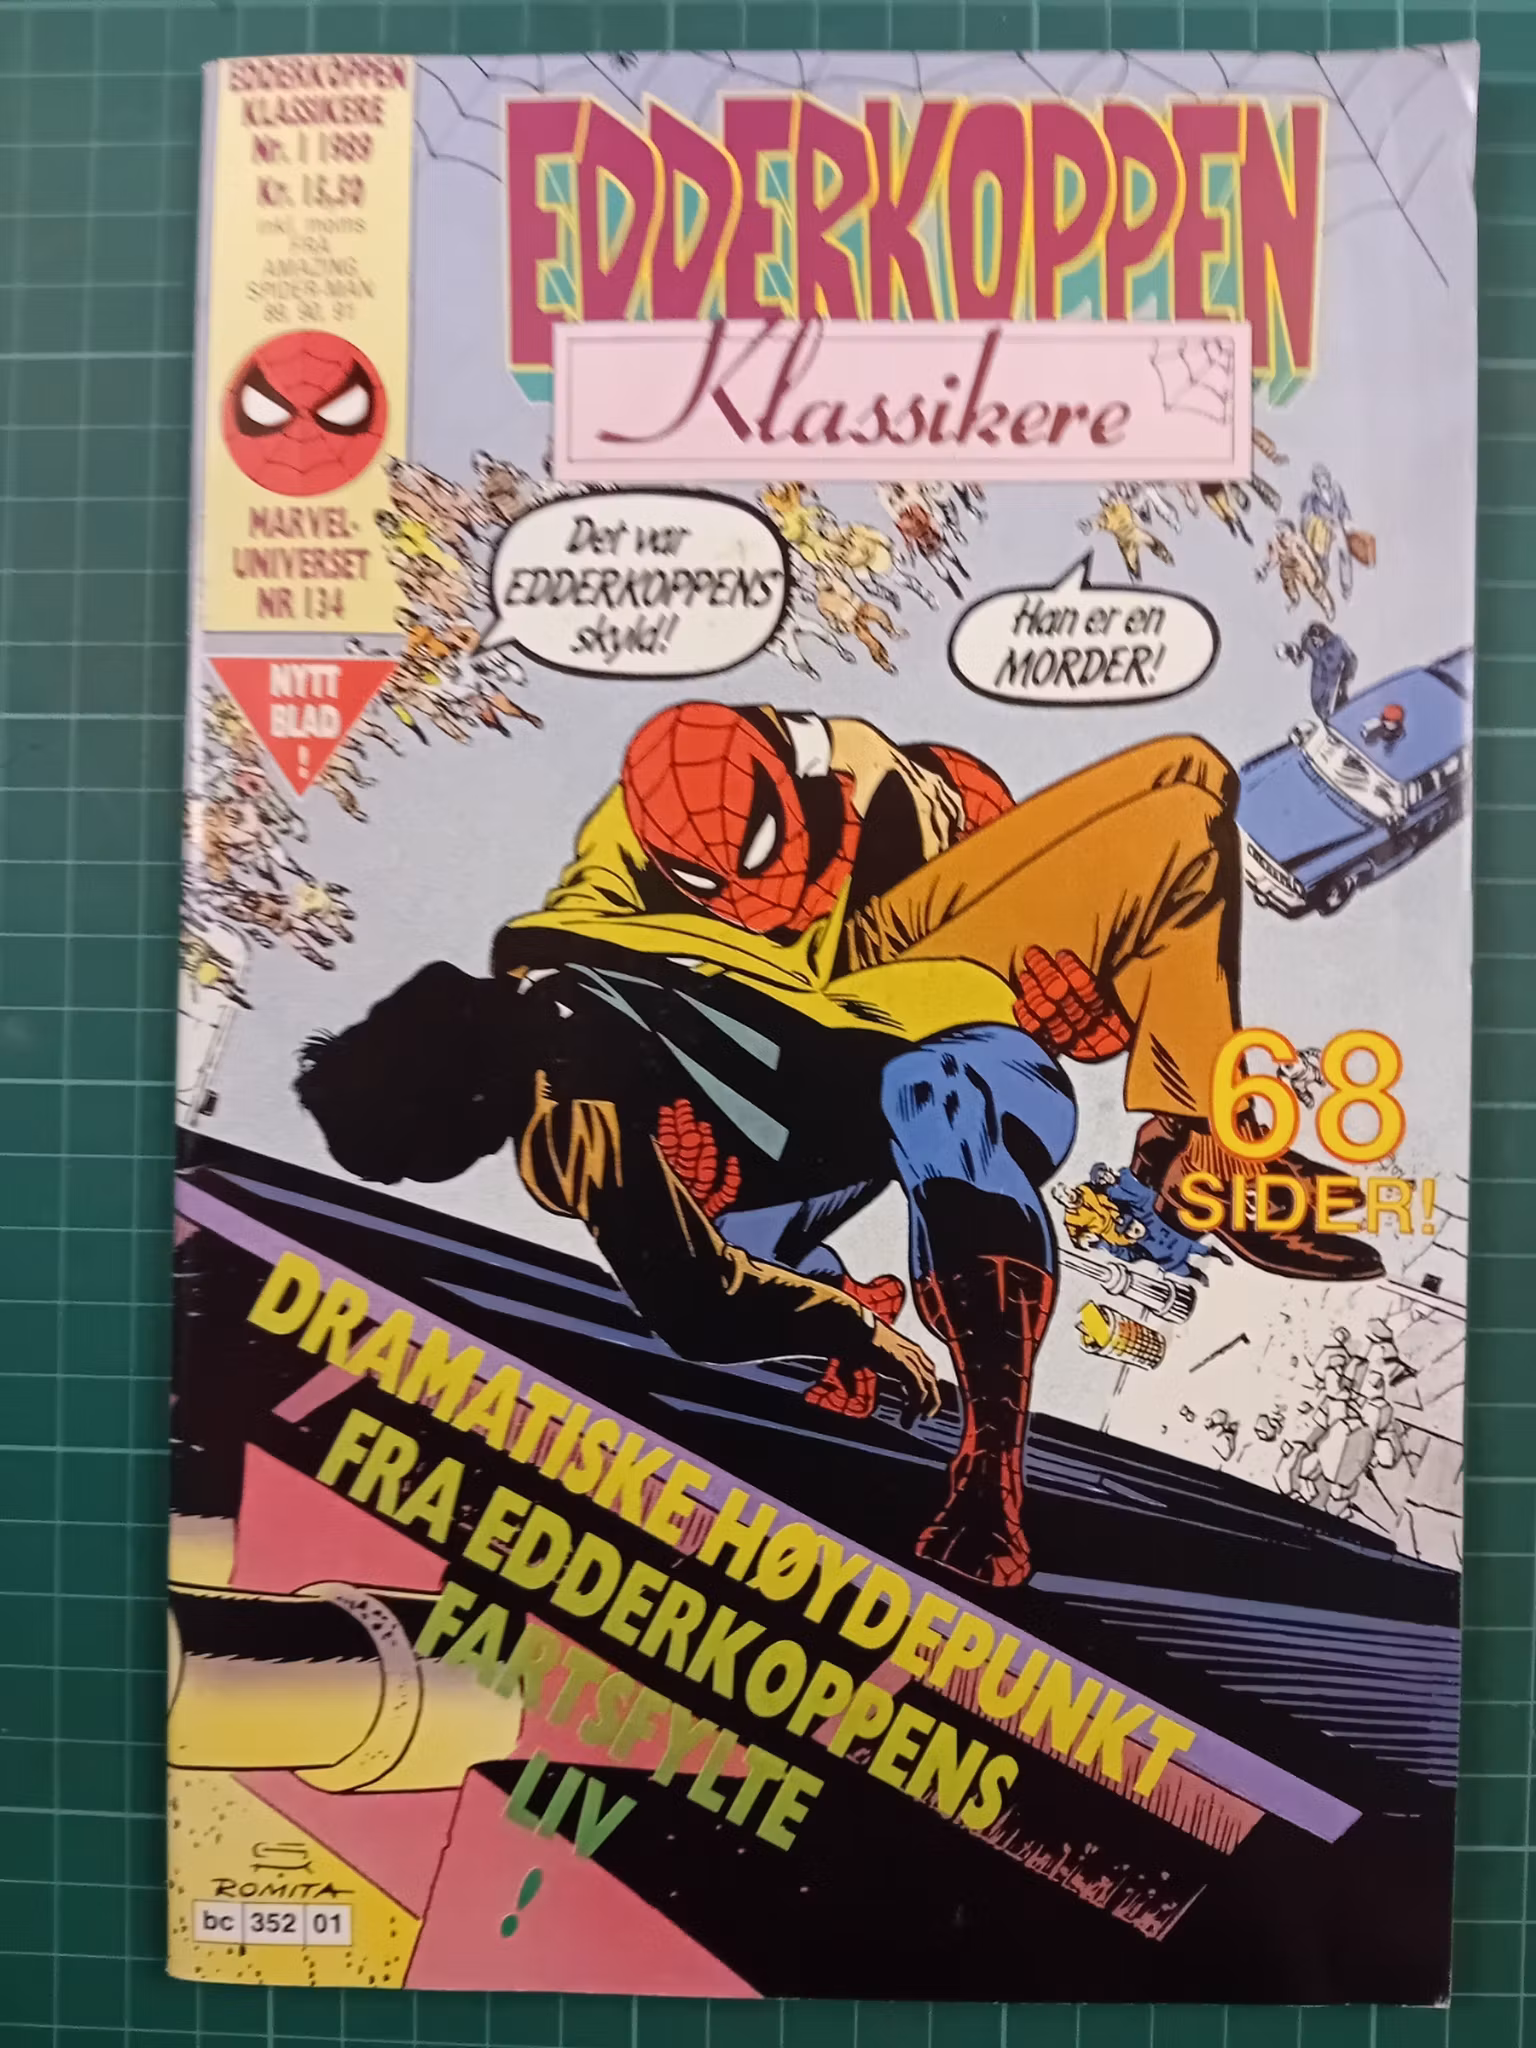 EDDERKOPPEN
KLASSIKERE
Nr. 1 1989
Kr. 15,50
inkl. moms
FRA
AMAZING
SPIDER-MAN
89, 90, 91
MARVEL-
UNIVERSET
NR 134
NYTT
BLAD
!
EDDERKOPPEN
Klassikere
Det var
EDDERKOPPENS
skyld!
Han er en
MORDER!
68
SIDER!
DRAMATISKE HØYDEPUNKT
FRA EDDERKOPPENS
FARTSFYLTE
LIV
!
ROMITA
bc 352 01